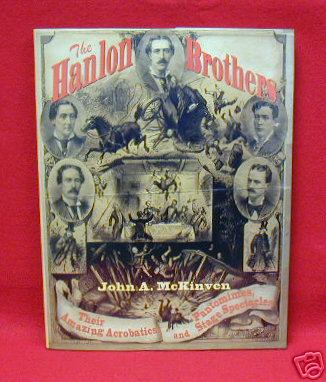 The
Hanlon Brothers
John A. McKinven
Their
Amazing Acrobatics
and
Pantomimes,
Stage Spectacles